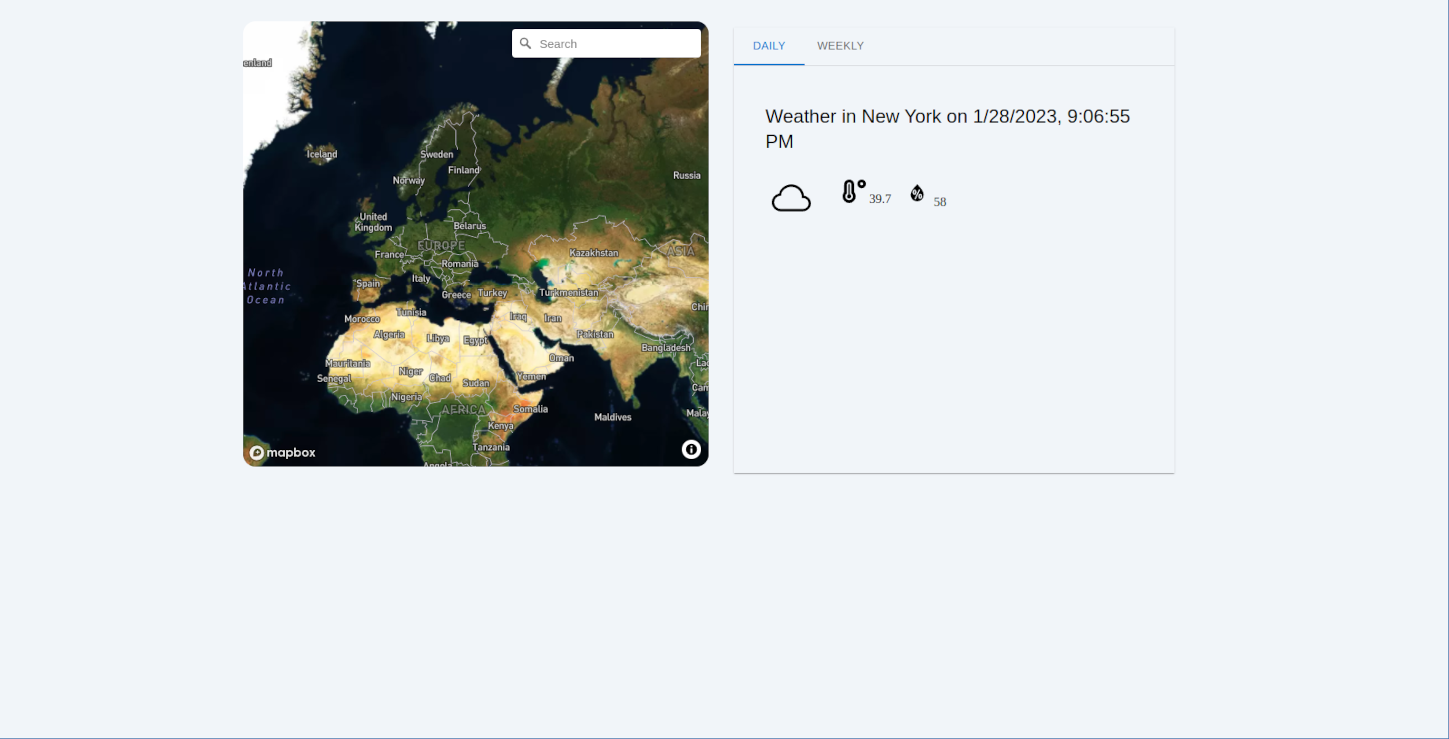 Search
enland
Iceland
Sweden
Finland
Norway
Russia
United
Kingdom
Belarus
EUROPE
France
Kazakhstan
ASIA
Romania
North
Atlantic
Ocean
Spain
Italy
Greece
Turkey
Turkmenistan
Chin
Morocco
Tunisia
Iraq
Iran
Algeria
Libya
Egypt
Pakistan
Bangladesh
Oman
Mauritania
Lao
Niger
Chad
Sudan
Yemen
Senegal
Cam
Nigeria
AFRICA
Somalia
Maldives
Malay
Kenya
Tanzania
Angola
mapbox
DAILY WEEKLY
Weather in New York on 1/28/2023, 9:06:55
PM
39.7 % 58